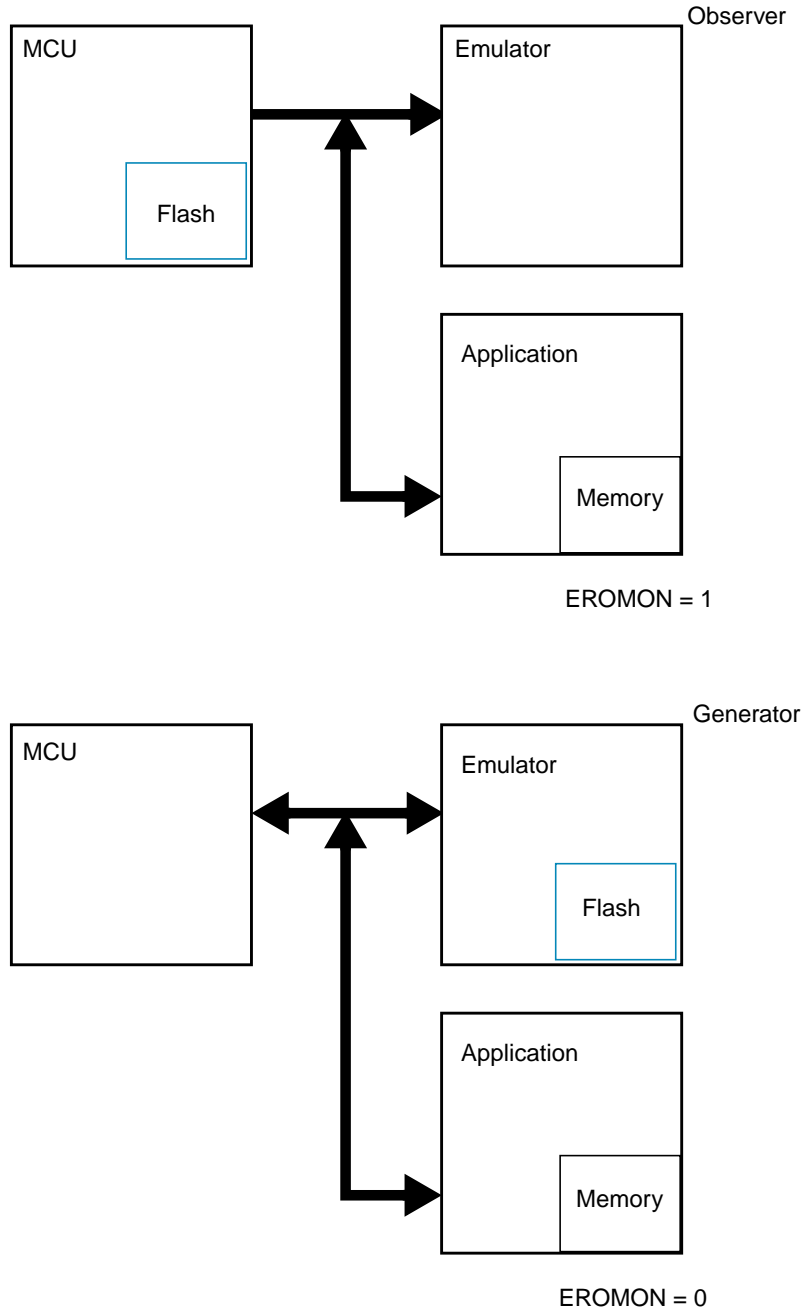 Observer
MCU
Emulator
Flash
Application
Memory
EROMON = 1
Generator
MCU
Emulator
Flash
Application
Memory
EROMON = 0